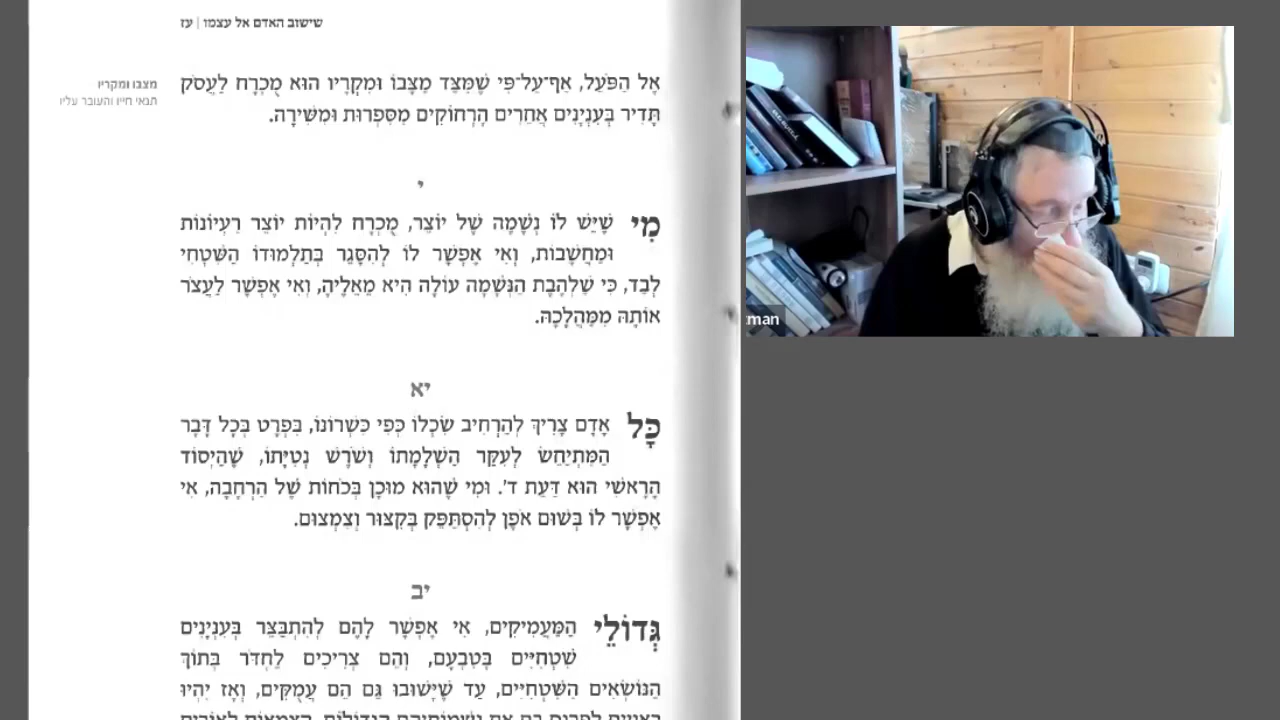 שישוב האדם אל עצמו | עז
אֶל הַפֹּעַל, אַף־עַל־פִּי שֶׁמִּצַּד מַצָּבוֹ וּמִקְרָיו הוּא מֻכְרָח לַעֲסֹק
תָּדִיר בְּעִנְיָנִים אֲחֵרִים הָרְחוֹקִים מִסִּפְרוּת וּמִשִּׁירָה.
מצבו ומקריו
תנאי חייו והעובר עליו
י
מִי שֶׁיֵּשׁ לוֹ נְשָׁמָה שֶׁל יוֹצֵר, מֻכְרָח לִהְיוֹת יוֹצֵר רַעְיוֹנוֹת
וּמַחֲשָׁבוֹת, וְאִי אֶפְשָׁר לוֹ לְהִסָּגֵר בְּתַלְמוּדוֹ הַשִּׁטְחִי
לְבַד, כִּי שַׁלְהֶבֶת הַנְּשָׁמָה עוֹלָה הִיא מֵאֵלֶיהָ, וְאִי אֶפְשָׁר לַעֲצֹר
אוֹתָהּ מִמַּהֲלָכָהּ.
יא
כָּל אָדָם צָרִיךְ לְהַרְחִיב שִׂכְלוֹ כְּפִי כִּשְׁרוֹנוֹ, בִּפְרָט בְּכָל דָּבָר
הַמִּתְיַחֵשׂ לְעִקַּר הַשְׁלָמָתוֹ וְשֹׁרֶשׁ נְטִיָּתוֹ, שֶׁהַיְסוֹד
הָרָאשִׁי הוּא דַּעַת ד'. וּמִי שֶׁהוּא מוּכָן בְּכֹחוֹת שֶׁל הַרְחָבָה, אִי
אֶפְשָׁר לוֹ בְּשׁוּם אֹפֶן לְהִסְתַּפֵּק בְּקִצּוּר וְצִמְצוּם.
יב
גְּדוֹלֵי הַמַּעֲמִיקִים, אִי אֶפְשָׁר לָהֶם לְהִתְבַּצֵּר בְּעִנְיָנִים
שִׁטְחִיִּים בְּטִבְעָם, וְהֵם צְרִיכִים לַחְדֹּר בְּתוֹךְ
הַנּוֹשְׂאִים הַשִּׁטְחִיִּים, עַד שֶׁיָּשׁוּבוּ גַּם הֵם עֲמֻקִּים, וְאָז יִהְיוּ
tman